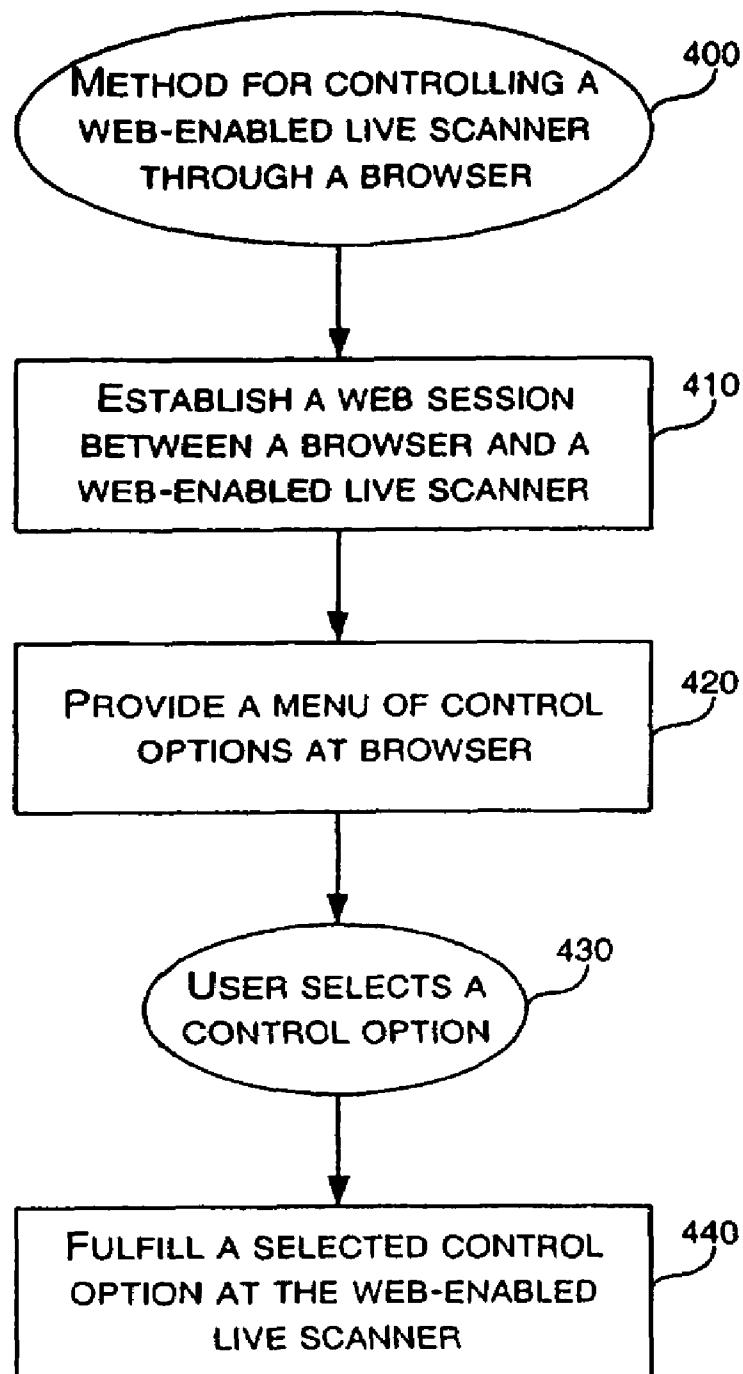 METHOD FOR CONTROLLING A
WEB-ENABLED LIVE SCANNER
THROUGH A BROWSER
400
ESTABLISH A WEB SESSION
BETWEEN A BROWSER AND A
WEB-ENABLED LIVE SCANNER
410
PROVIDE A MENU OF CONTROL
OPTIONS AT BROWSER
420
USER SELECTS A
CONTROL OPTION
430
FULFILL A SELECTED CONTROL
OPTION AT THE WEB-ENABLED
LIVE SCANNER
440